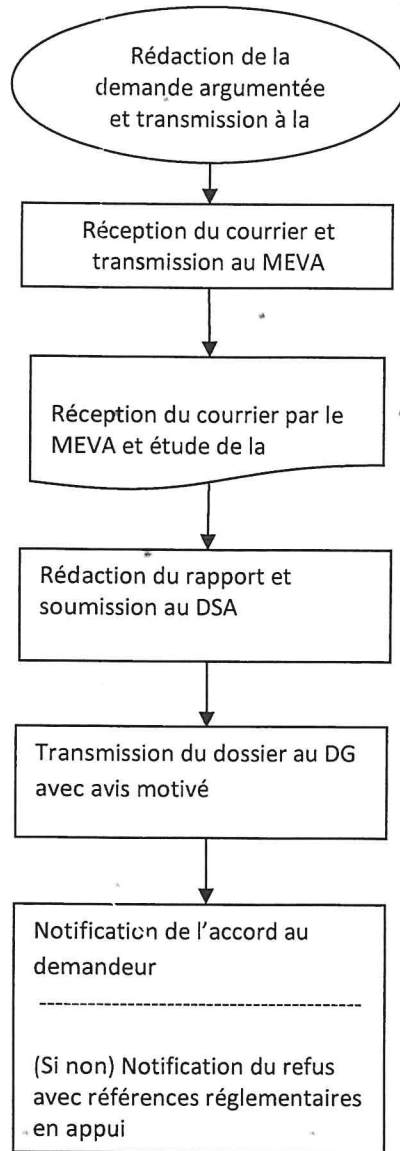 Rédaction de la
demande argumentée
et transmission à la
Réception du courrier et
transmission au MEVA
Réception du courrier par le
MEVA et étude de la
Rédaction du rapport et
soumission au DSA
Transmission du dossier au DG
avec avis motivé
Notification de l'accord au
demandeur
----------------------------------------
(Si non) Notification du refus
avec références réglementaires
en appui